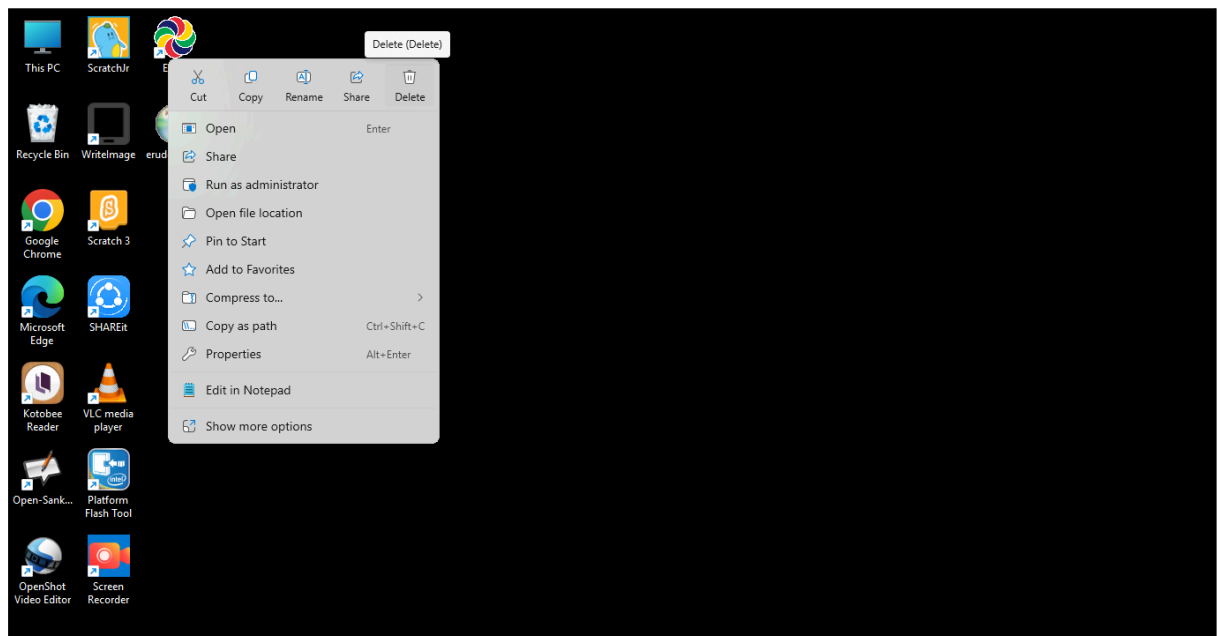 This PC
ScratchJr
Delete (Delete)
Cut
Copy
Rename
Share
Delete
Open Enter
Share
Run as administrator
Open file location
Pin to Start
Add to Favorites
Compress to...
Copy as path Ctrl+Shift+C
Properties Alt+Enter
Edit in Notepad
Show more options
Recycle Bin
WriteImage
erud
Google
Chrome
Scratch 3
Microsoft
Edge
SHAREit
Kotobee
Reader
VLC media
player
Open-Sank...
intel
Platform
Flash Tool
OpenShot
Video Editor
Screen
Recorder